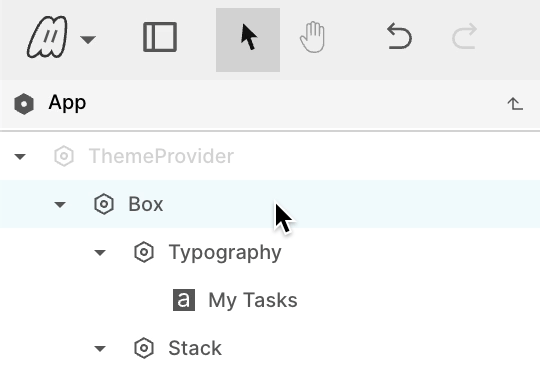 App
ThemeProvider
Box
Typography
a My Tasks
Stack